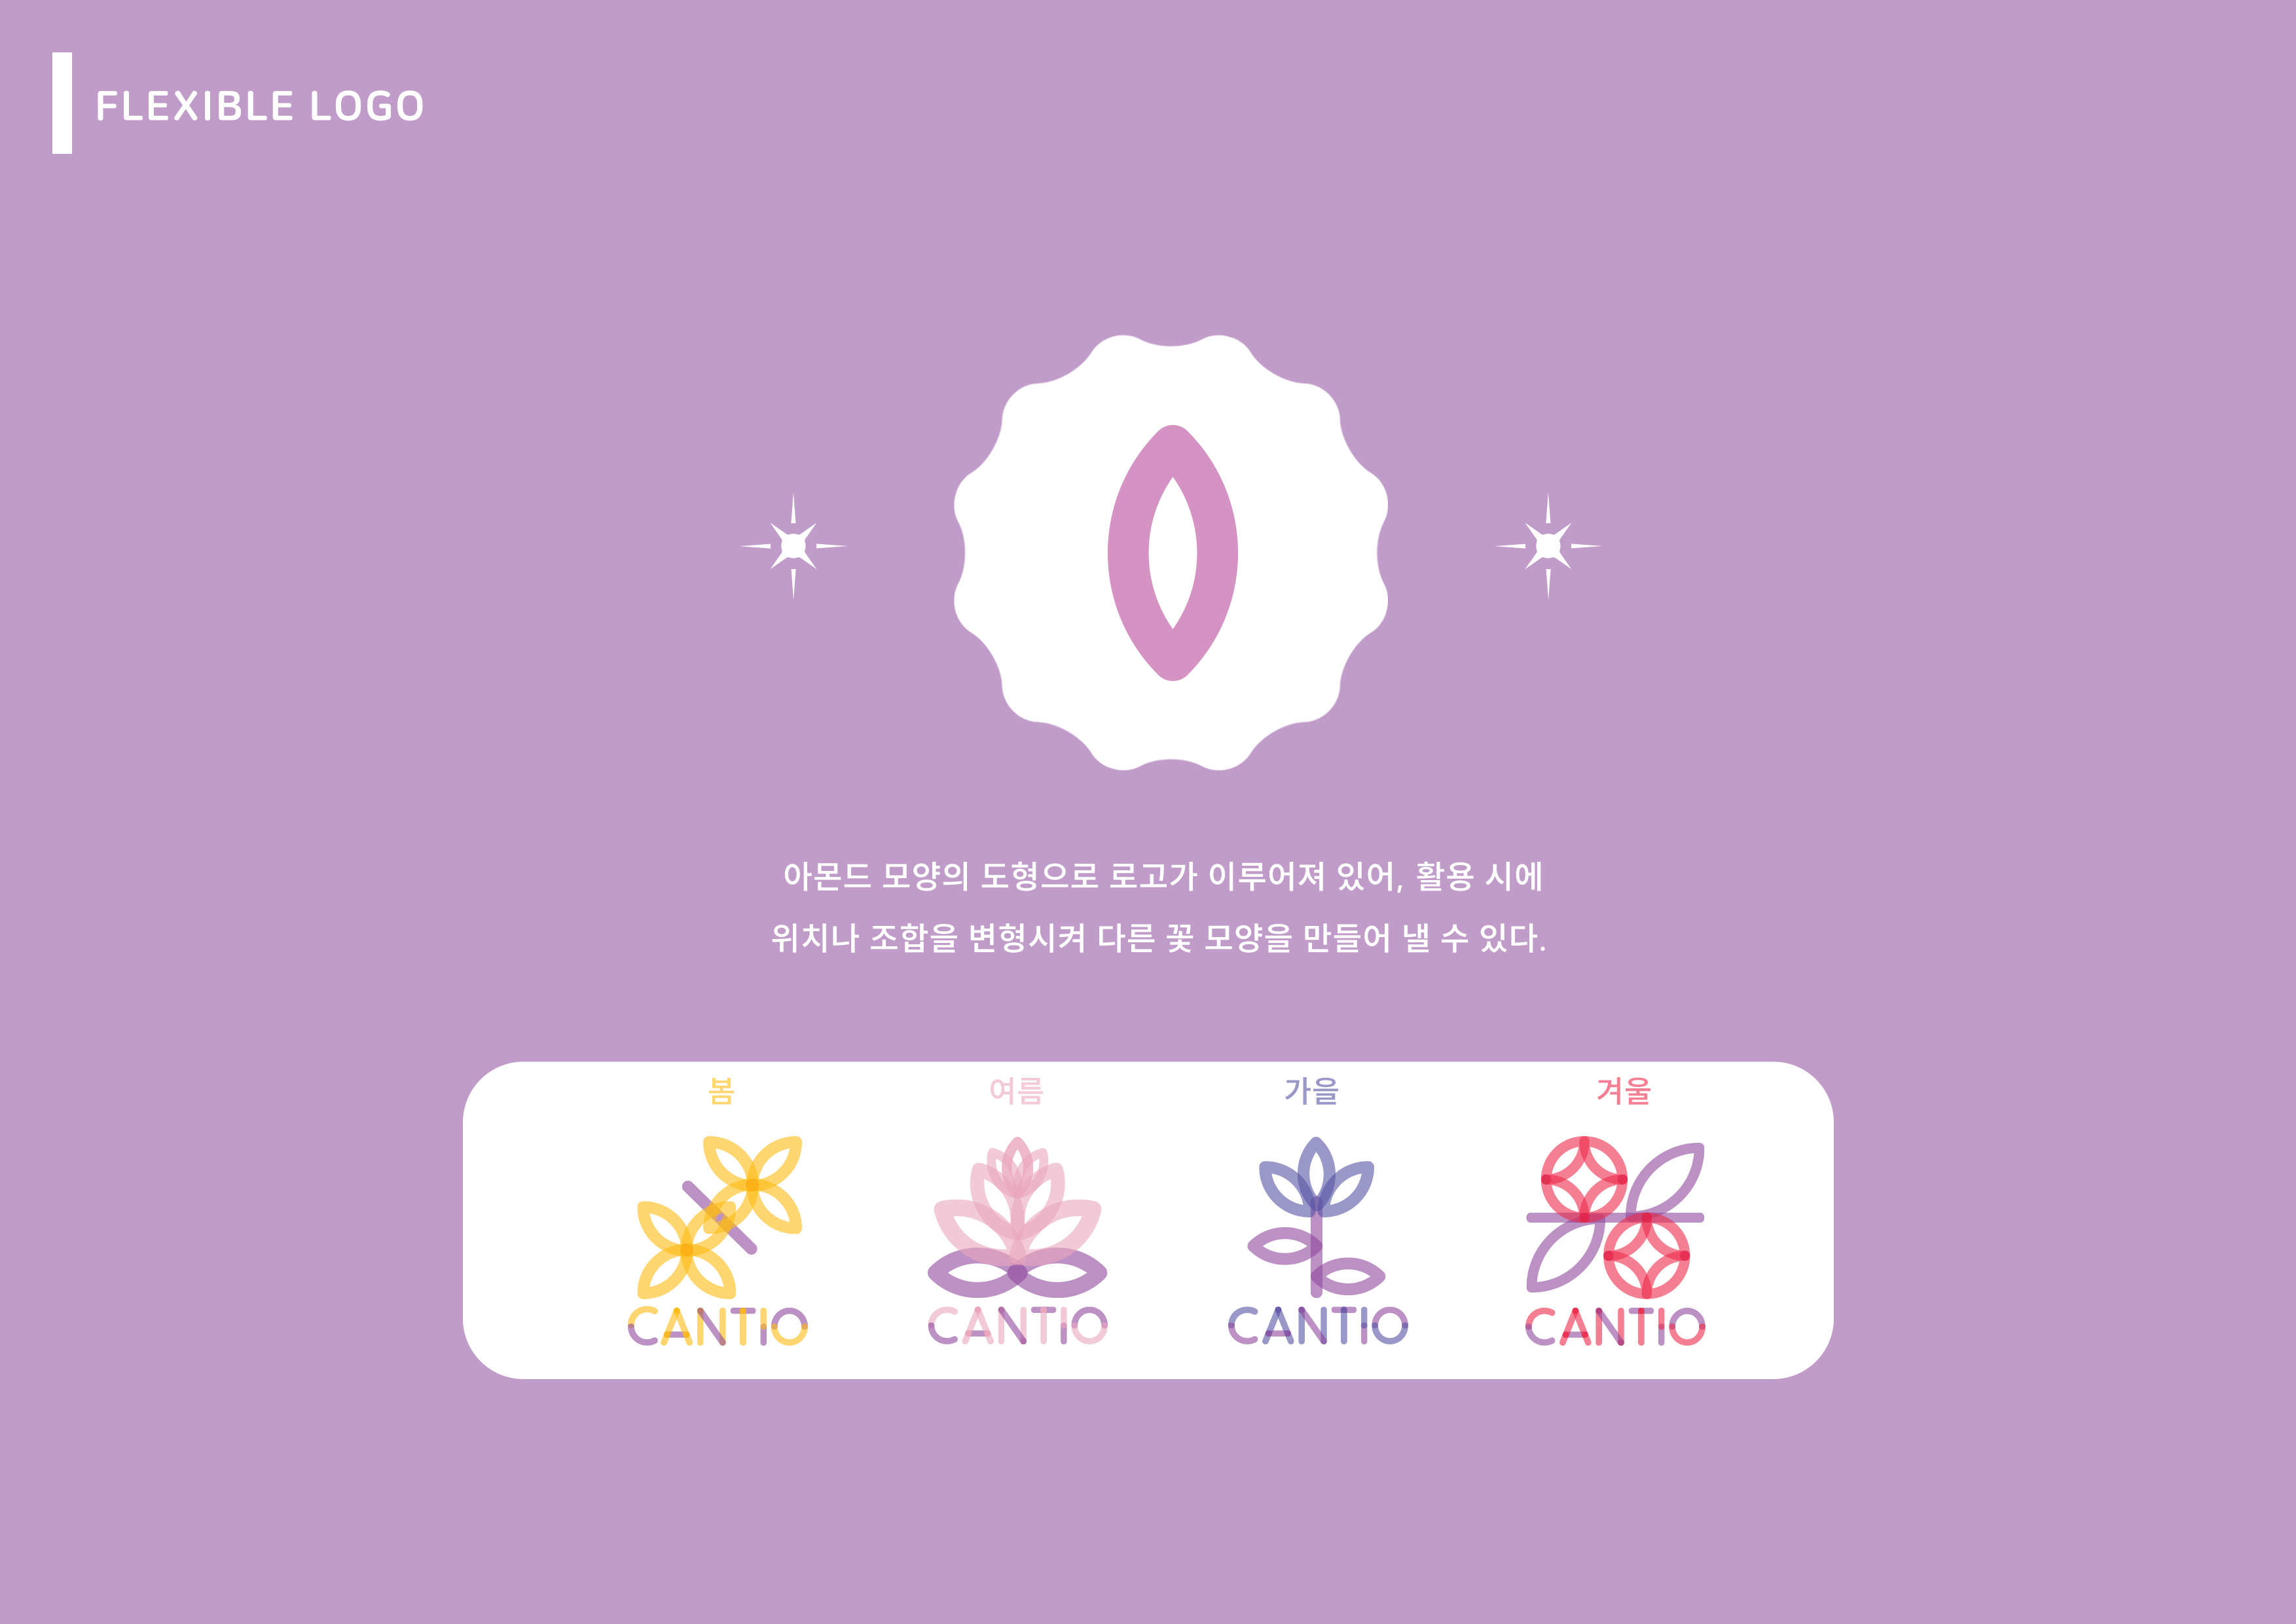 FLEXIBLE LOGO
아몬드 모양의 도형으로 로고가 이루어져 있어, 활용 시에
위치나 조합을 변형시켜 다른 꽃 모양을 만들어 낼 수 있다.
봄 여름 가을 겨울
CANTIO CANTIO CANTIO CANTIO